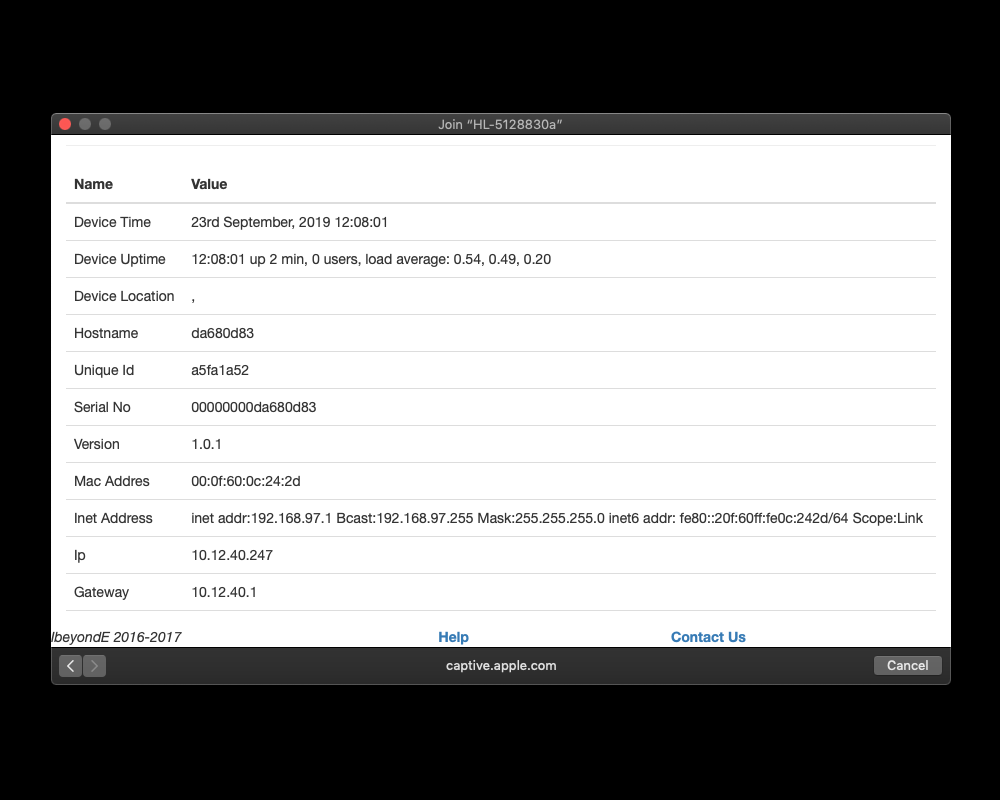 Join “HL-5128830a”
Name Value
Device Time 23rd September, 2019 12:08:01
Device Uptime 12:08:01 up 2 min, 0 users, load average: 0.54, 0.49, 0.20
Device Location ,
Hostname da680d83
Unique Id a5fa1a52
Serial No 00000000da680d83
Version 1.0.1
Mac Addres 00:0f:60:0c:24:2d
Inet Address inet addr:192.168.97.1 Bcast:192.168.97.255 Mask:255.255.255.0 inet6 addr: fe80::20f:60ff:fe0c:242d/64 Scope:Link
Ip 10.12.40.247
Gateway 10.12.40.1
IbeyondE 2016-2017 Help Contact Us
captive.apple.com Cancel